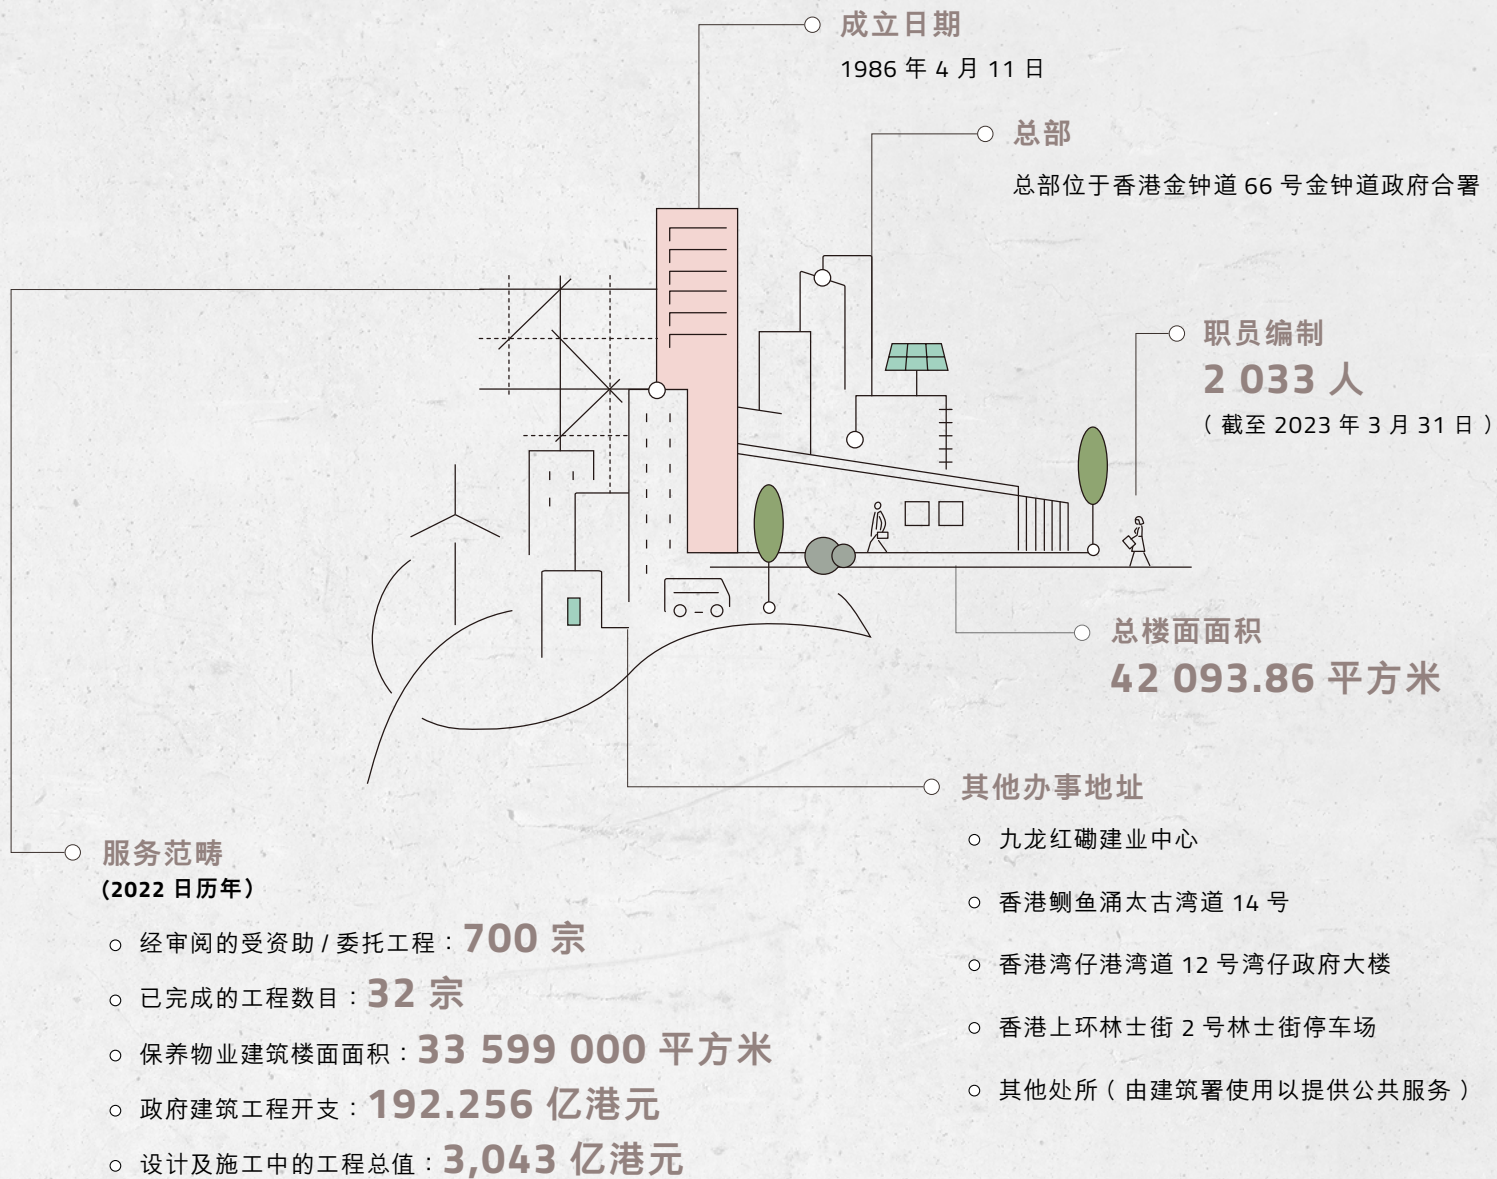 成立日期
1986 年 4 月 11 日
总部
总部位于香港金钟道 66 号金钟道政府合署
职员编制
2 033 人
（截至 2023 年 3 月 31 日）
总楼面面积
42 093.86 平方米
其他办事地址
九龙红磡建业中心
香港鲗鱼涌太古湾道 14 号
香港湾仔港湾道 12 号湾仔政府大楼
香港上环林士街 2 号林士街停车场
其他处所（由建筑署使用以提供公共服务）
服务范畴
(2022 日历年)
经审阅的受资助 / 委托工程：700 宗
已完成的工程数目：32 宗
保养物业建筑楼面面积：33 599 000 平方米
政府建筑工程开支：192.256 亿港元
设计及施工中的工程总值：3,043 亿港元